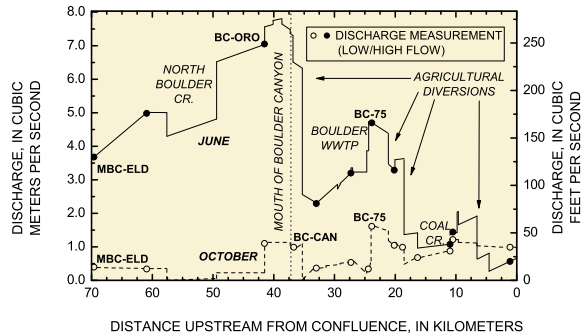 8.0
7.0
6.0
5.0
4.0
3.0
2.0
1.0
0.0
DISCHARGE, IN CUBIC
METERS PER SECOND
BC-ORO
NORTH
BOULDER
CR.
JUNE
MBC-ELD
MBC-ELD
OCTOBER
MOUTH OF BOULDER CANYON
BC-CAN
DISCHARGE MEASUREMENT
(LOW/HIGH FLOW)
AGRICULTURAL
DIVERSIONS
BC-75
BOULDER
WWTP
BC-75
COAL
CR.
250
200
150
100
50
0
DISCHARGE, IN CUBIC
FEET PER SECOND
70 60 50 40 30 20 10 0
DISTANCE UPSTREAM FROM CONFLUENCE, IN KILOMETERS